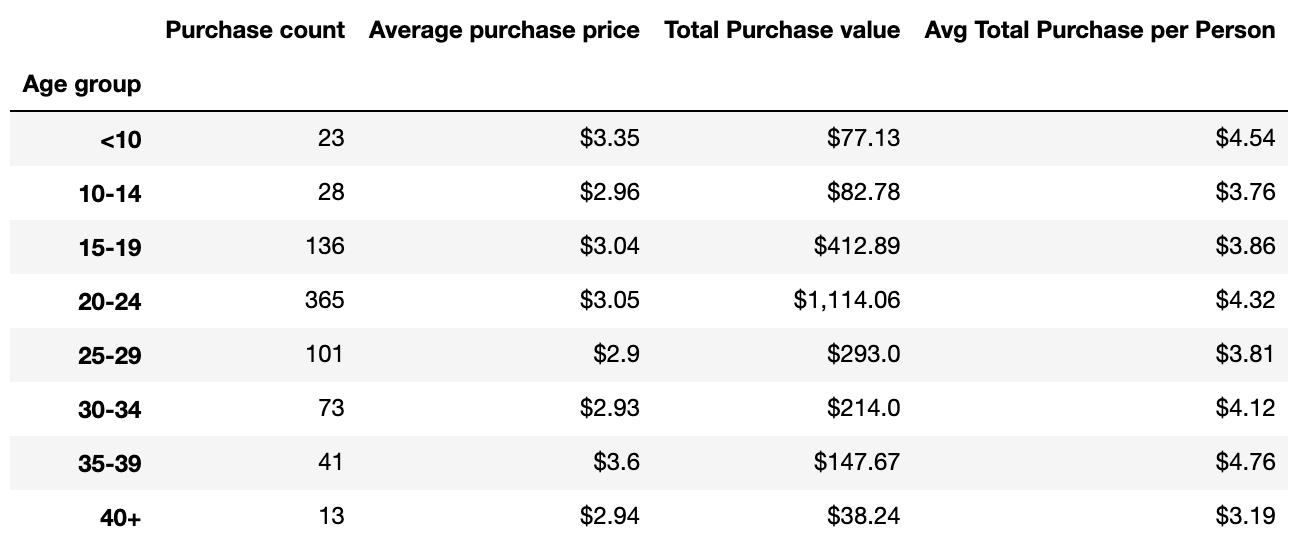 Purchase count Average purchase price Total Purchase value Avg Total Purchase per Person
Age group
<10 23 $3.35 $77.13 $4.54
10-14 28 $2.96 $82.78 $3.76
15-19 136 $3.04 $412.89 $3.86
20-24 365 $3.05 $1,114.06 $4.32
25-29 101 $2.9 $293.0 $3.81
30-34 73 $2.93 $214.0 $4.12
35-39 41 $3.6 $147.67 $4.76
40+ 13 $2.94 $38.24 $3.19